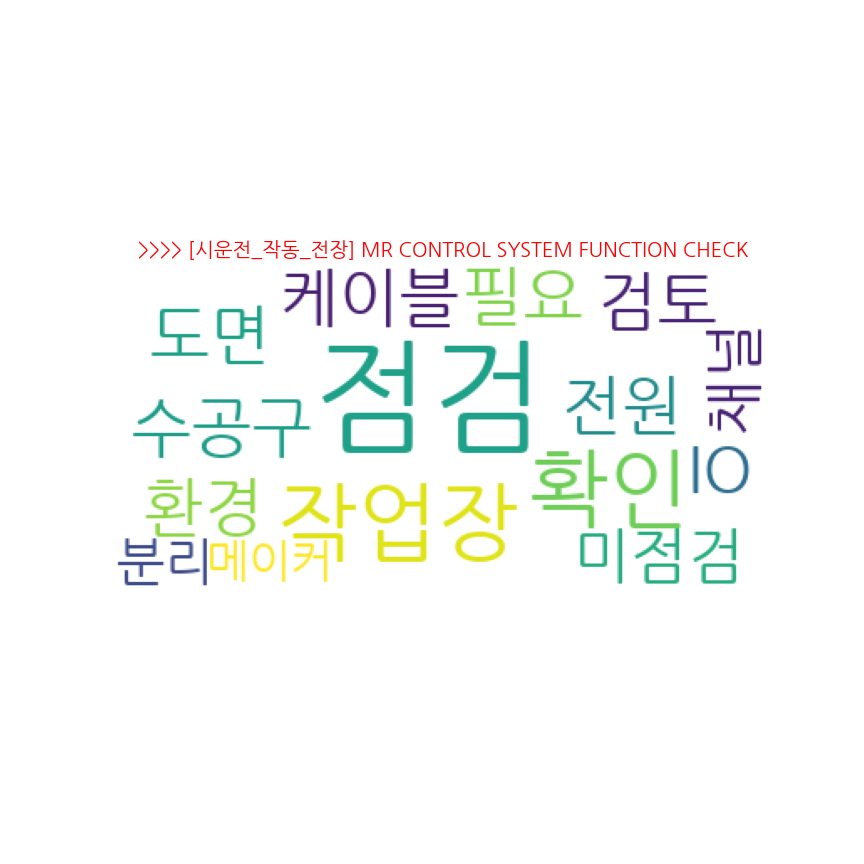 >>>> [시운전_작동_전장] MR CONTROL SYSTEM FUNCTION CHECK
케이블
필요
검토
도면
채널
점검
전원
수공구
확인
IO
환경
작업장
미점검
분리
메이커